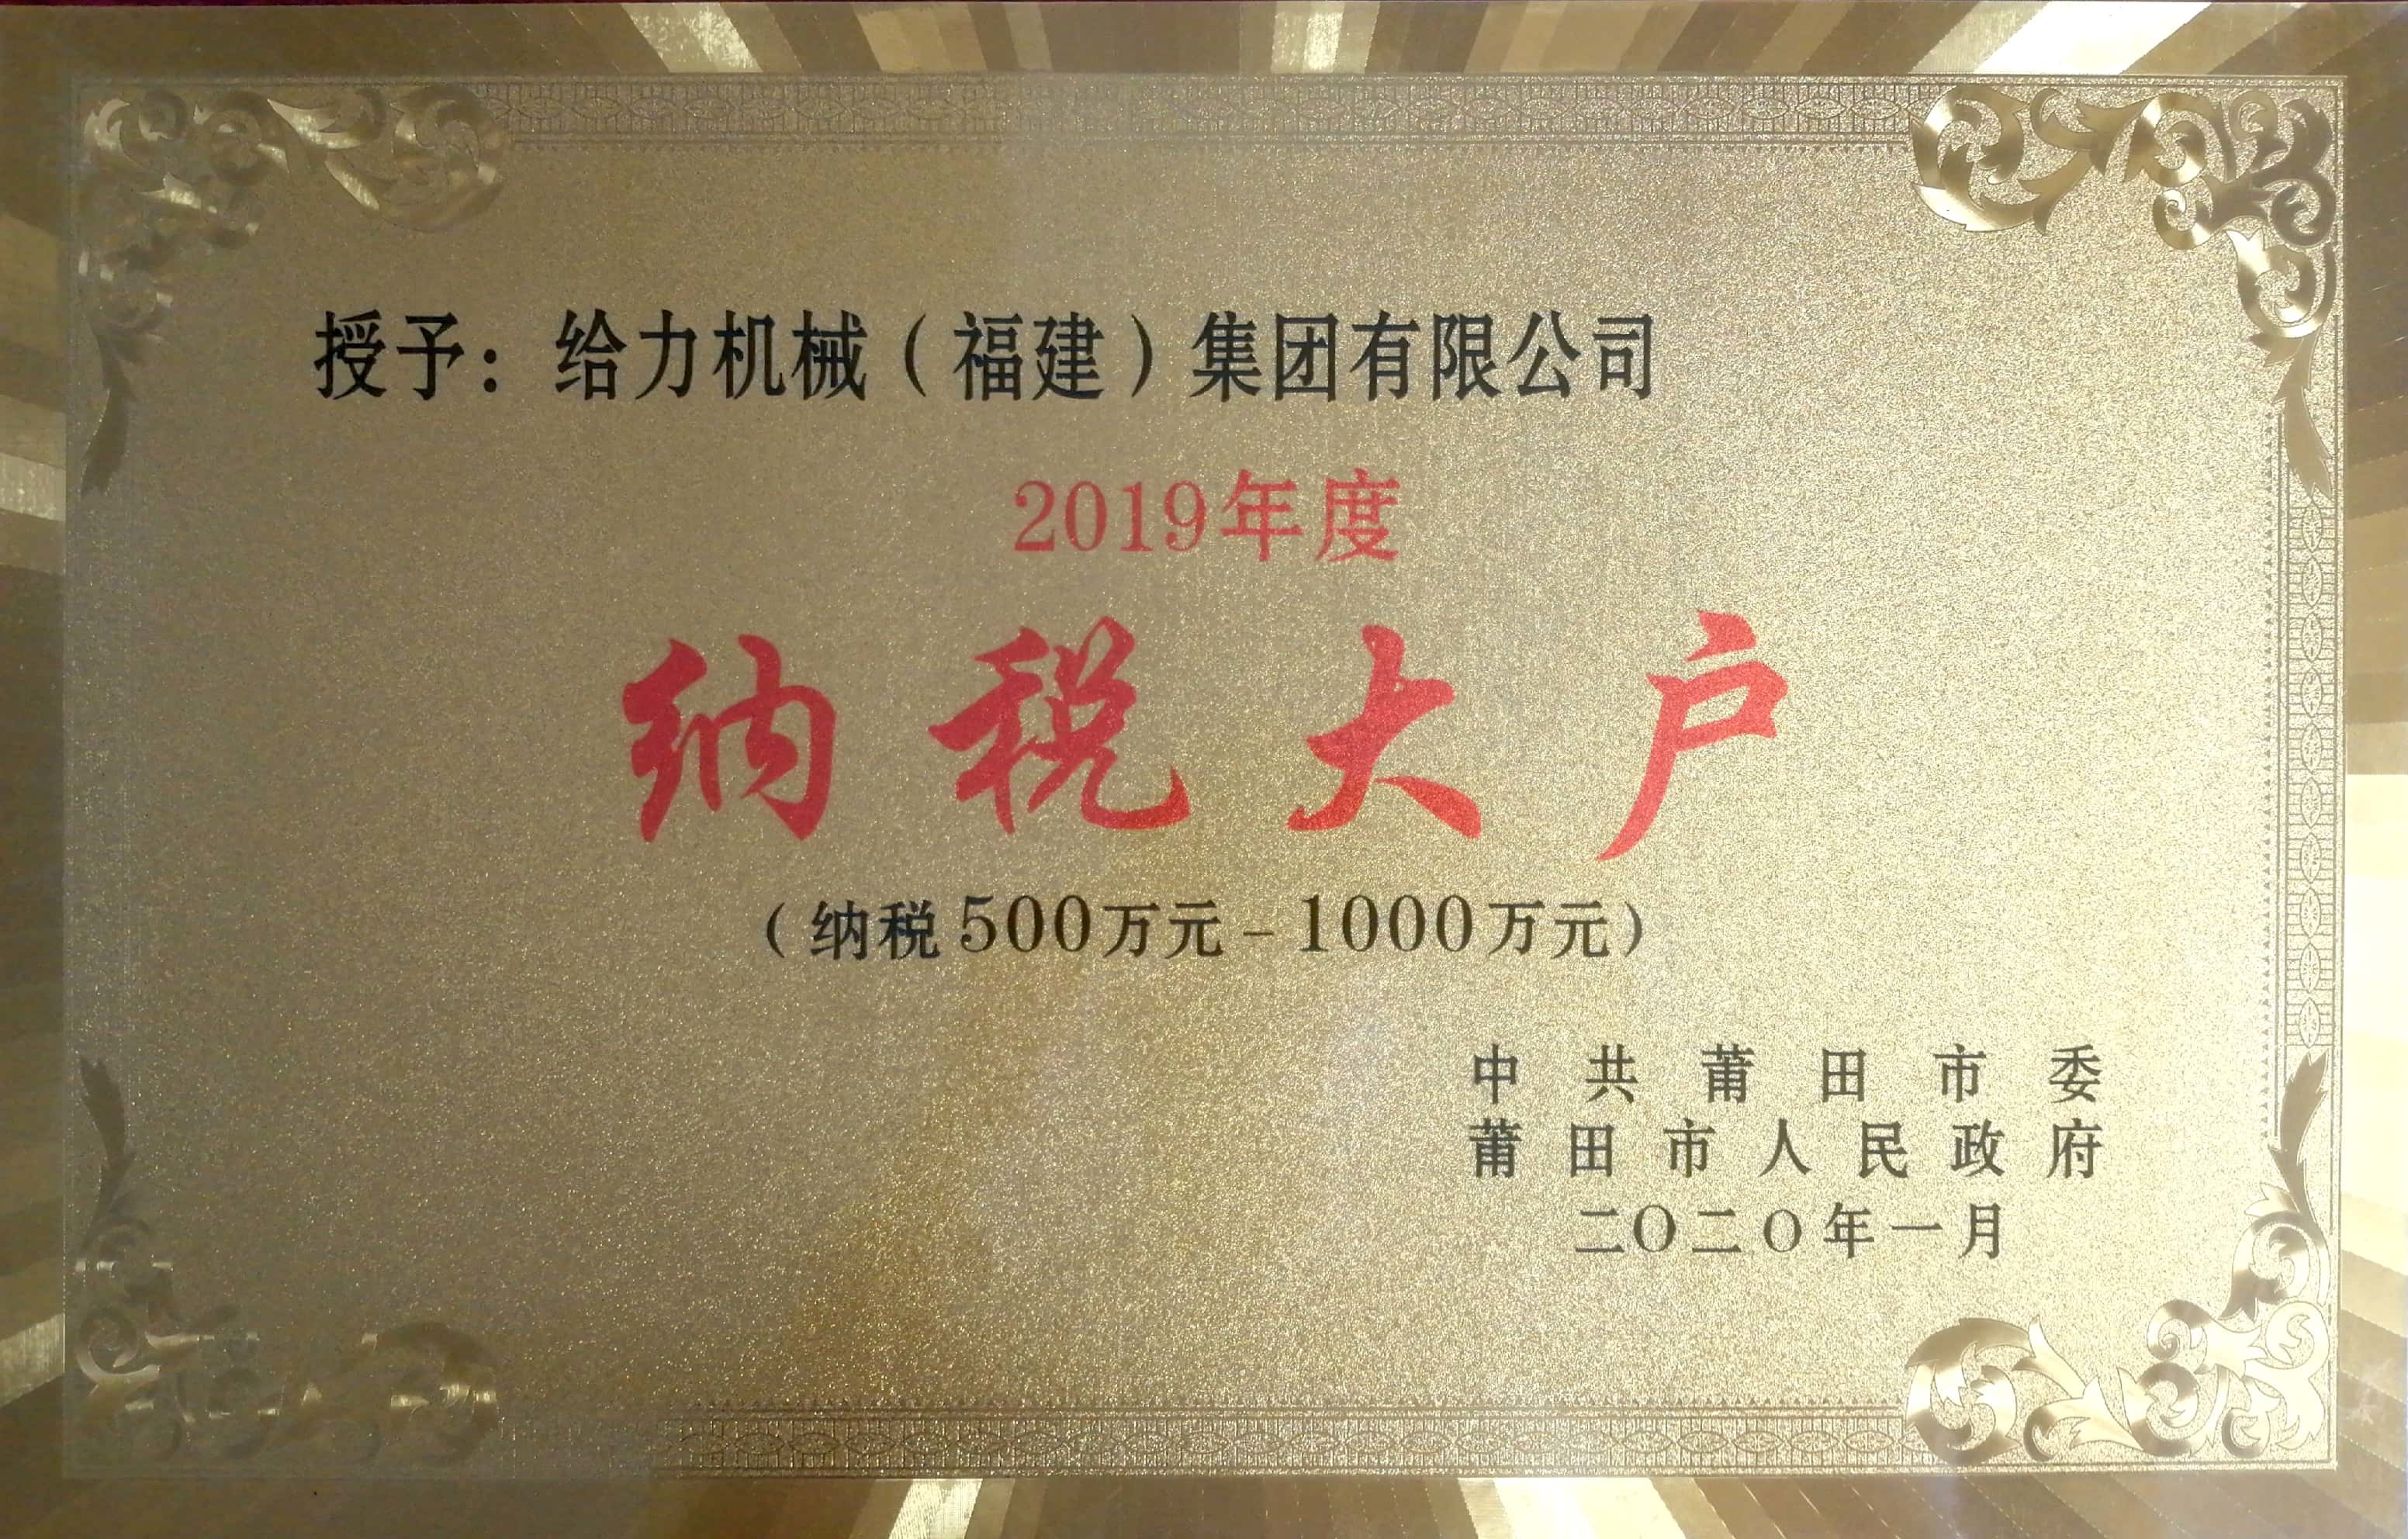 授予：给力机械（福建）集团有限公司
2019年度
纳税大户
（纳税500万元－1000万元）
中共莆田市委
莆田市人民政府
二〇二〇年一月